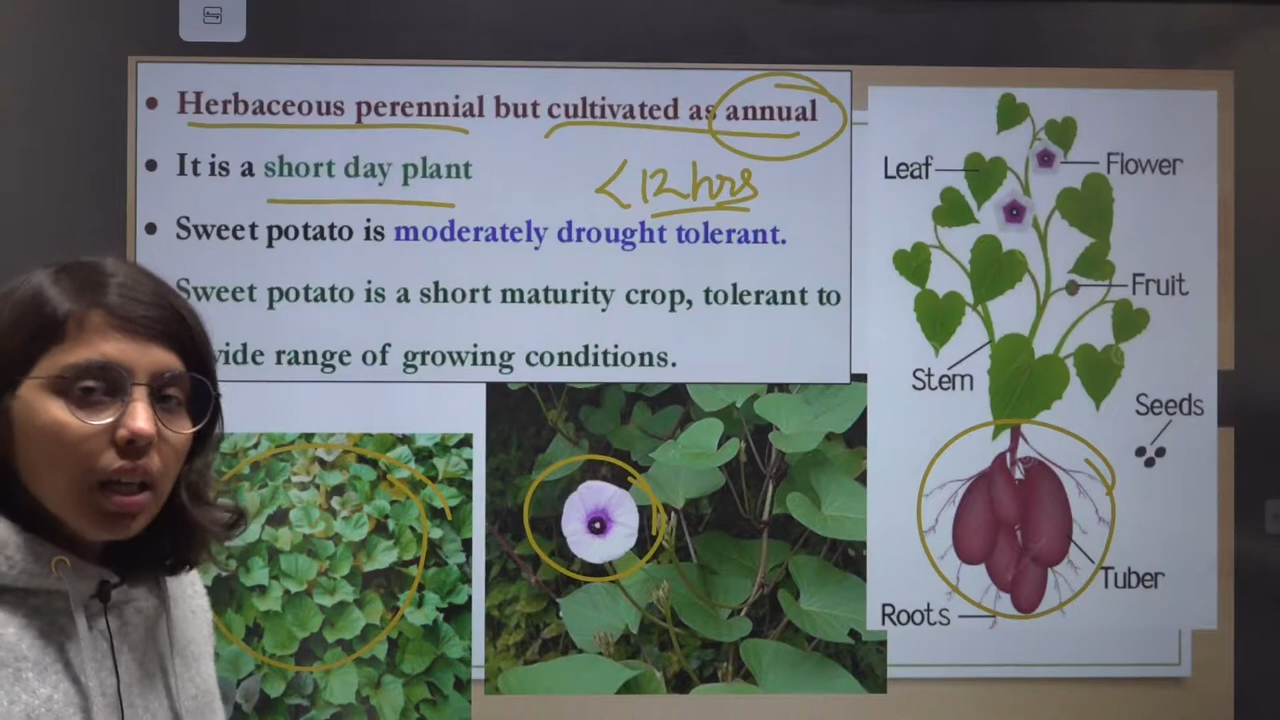 • Herbaceous perennial but cultivated as annual
• It is a short day plant
<12 hrs
• Sweet potato is moderately drought tolerant.
Sweet potato is a short maturity crop, tolerant to
wide range of growing conditions.
Leaf
Flower
Fruit
Stem
Seeds
Tuber
Roots